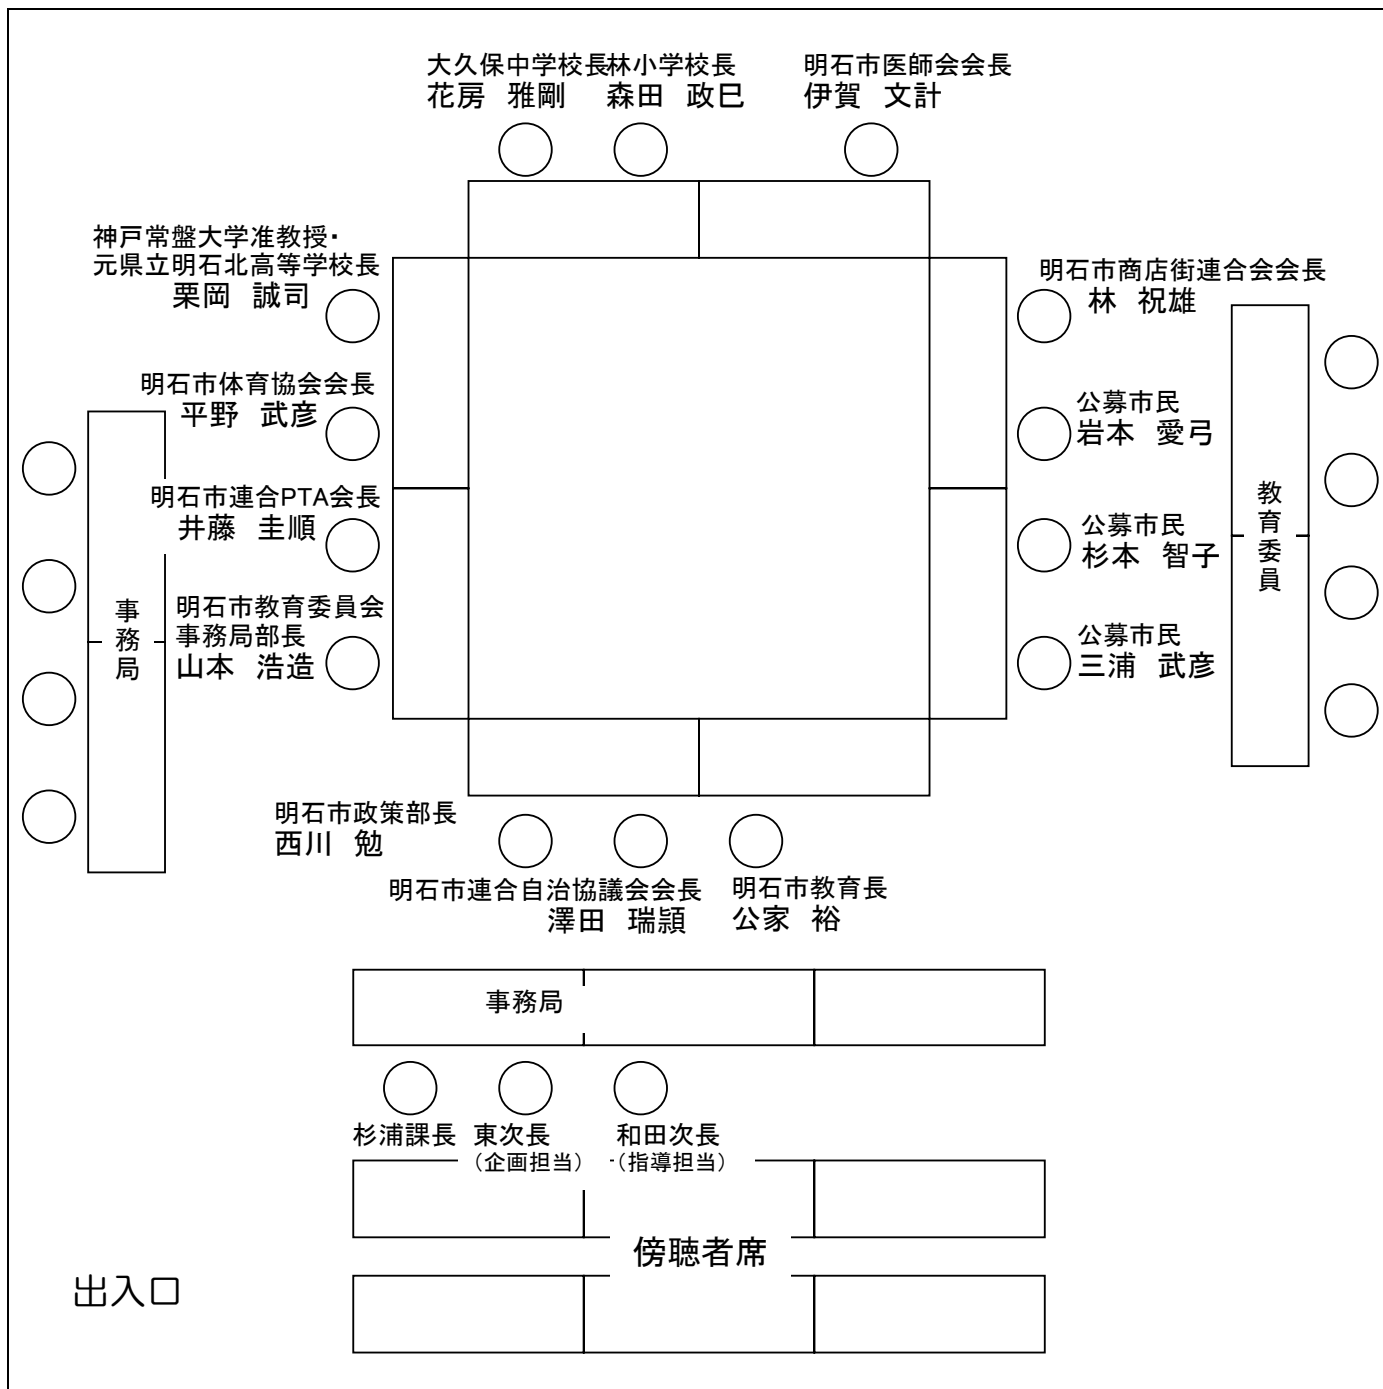 大久保中学校長
花房　雅剛
林小学校長
森田　政巳
明石市医師会会長
伊賀　文計
神戸常盤大学准教授・
元県立明石北高等学校長
栗岡　誠司
明石市商店街連合会会長
林　祝雄
明石市体育協会会長
平野　武彦
公募市民
岩本　愛弓
明石市連合PTA会長
井藤　圭順
公募市民
杉本　智子
教育委員
事務局
明石市教育委員会
事務局部長
山本　浩造
公募市民
三浦　武彦
明石市政策部長
西川　勉
明石市連合自治協議会会長
澤田　瑞頴
明石市教育長
公家　裕
事務局
杉浦課長
東次長
（企画担当）
和田次長
（指導担当）
傍聴者席
出入口